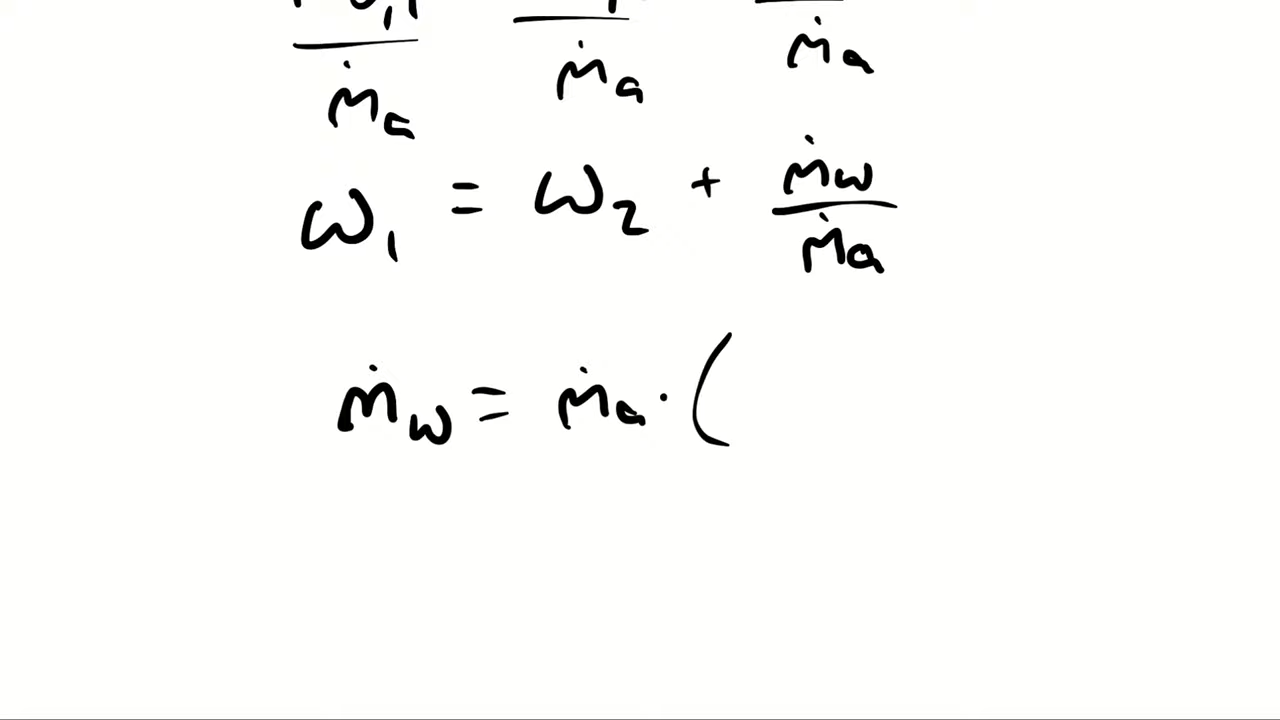 ṁₐ ṁₐ ṁₐ
ω₁ = ω₂ + ṁw/ṁₐ
ṁw = ṁₐ · (